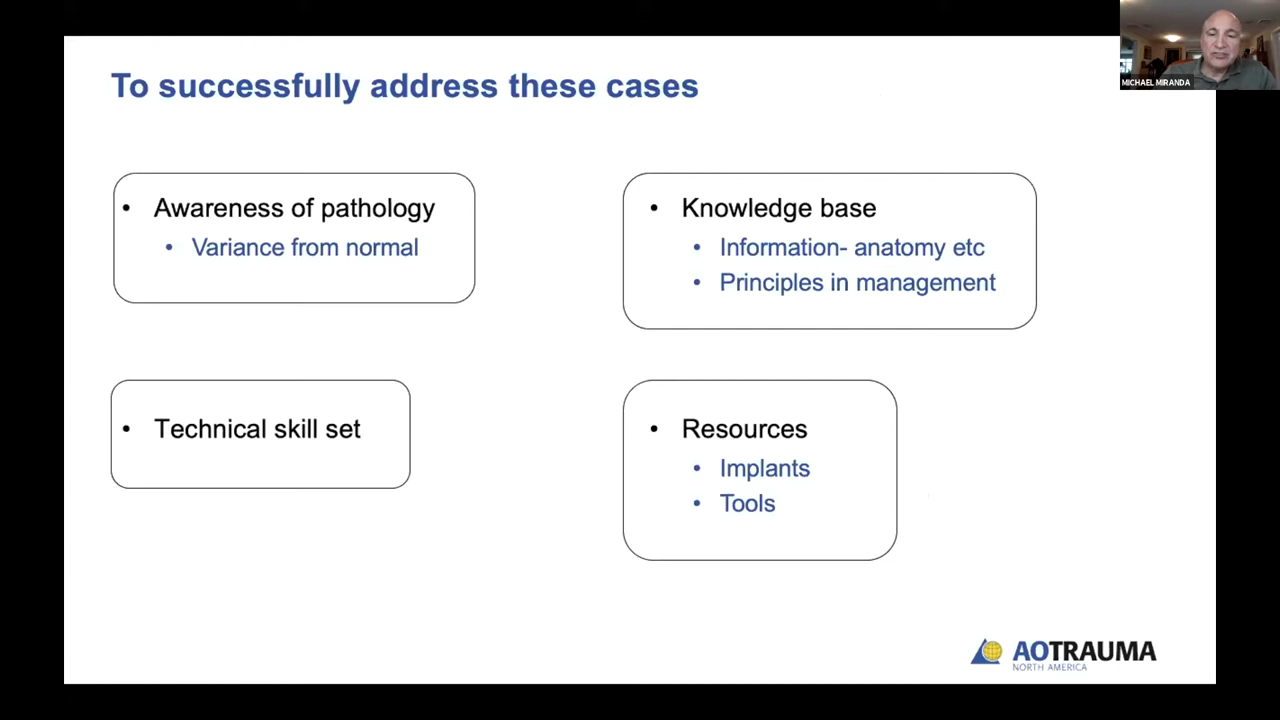 To successfully address these cases
MICHAEL MIRANDA
• Awareness of pathology
• Variance from normal
• Knowledge base
• Information- anatomy etc
• Principles in management
• Technical skill set
• Resources
• Implants
• Tools
AOTRAUMA
NORTH AMERICA